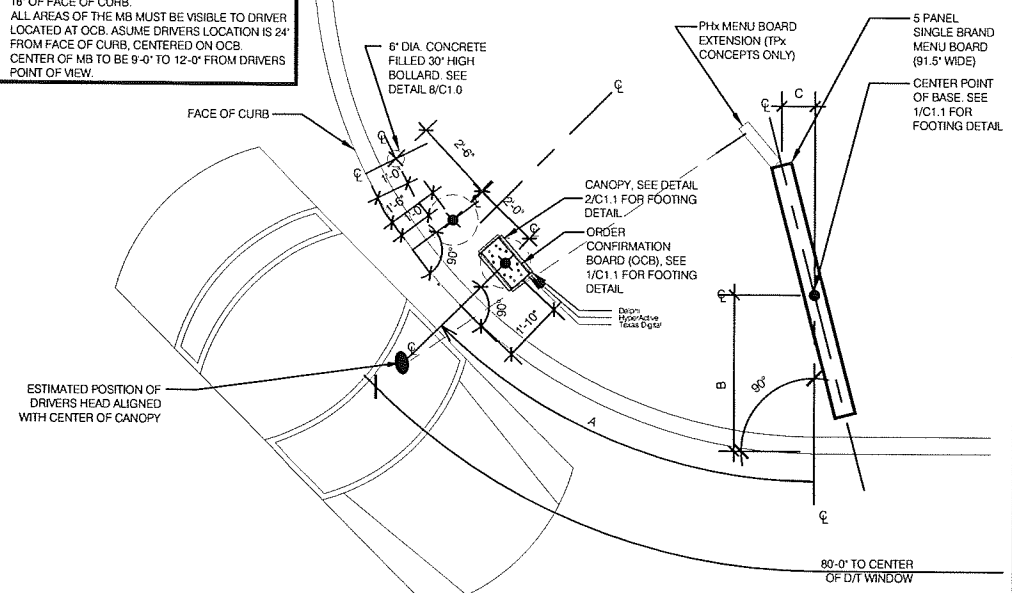 18" OF FACE OF CURB.
ALL AREAS OF THE MB MUST BE VISIBLE TO DRIVER
LOCATED AT OCB. ASUME DRIVERS LOCATION IS 24"
FROM FACE OF CURB, CENTERED ON OCB.
CENTER OF MB TO BE 9'-0" TO 12'-0" FROM DRIVERS
POINT OF VIEW.
6" DIA. CONCRETE
FILLED 30" HIGH
BOLLARD. SEE
DETAIL 8/C1.0
FACE OF CURB
PHx MENU BOARD
EXTENSION (TPx
CONCEPTS ONLY)
5 PANEL
SINGLE BRAND
MENU BOARD
(91.5" WIDE)
CENTER POINT
OF BASE. SEE
1/C1.1 FOR
FOOTING DETAIL
C
2'-6"
1'-0"
1'-6"
1'-0"
2'-0"
90°
CANOPY, SEE DETAIL
2/C1.1 FOR FOOTING
DETAIL
ORDER
CONFIRMATION
BOARD (OCB), SEE
1/C1.1 FOR FOOTING
DETAIL
Delphi
HyperActive
Texas Digital
90°
1'-10"
ESTIMATED POSITION OF
DRIVERS HEAD ALIGNED
WITH CENTER OF CANOPY
A
B
90°
80'-0" TO CENTER
OF D/T WINDOW